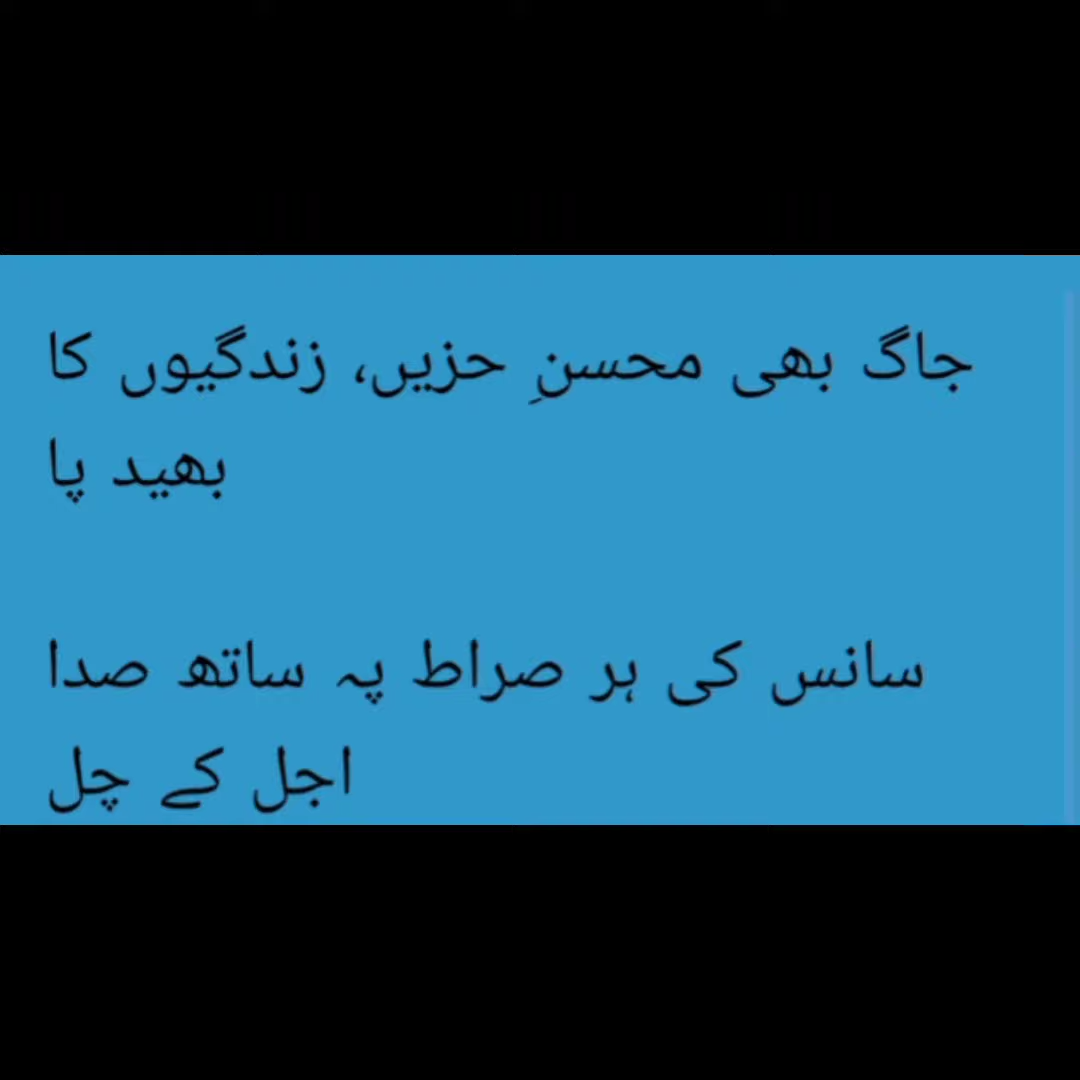 جاگ بھی محسنِ حزیں، زندگیوں کا
بھید پا
سانس کی ہر صراط پہ ساتھ صدا
اجل کے چل